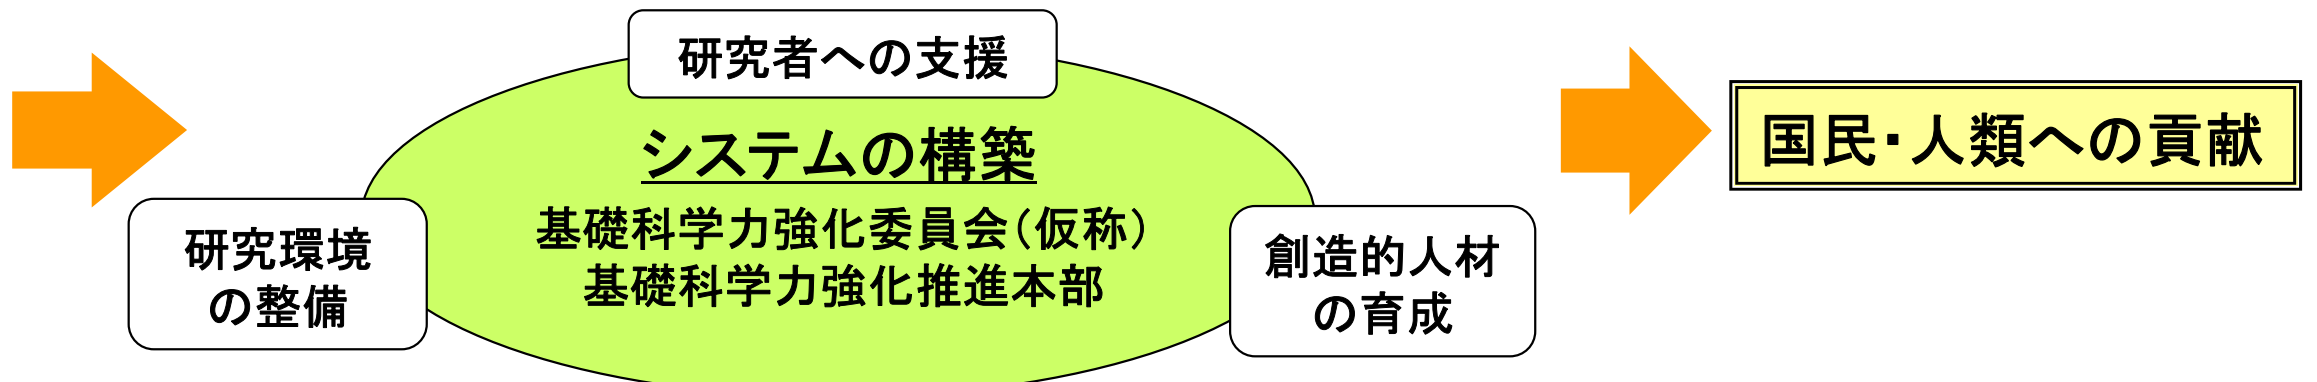 研究者への支援
システムの構築
基礎科学力強化委員会（仮称）
基礎科学力強化推進本部
研究環境
の整備
創造的人材
の育成
国民・人類への貢献